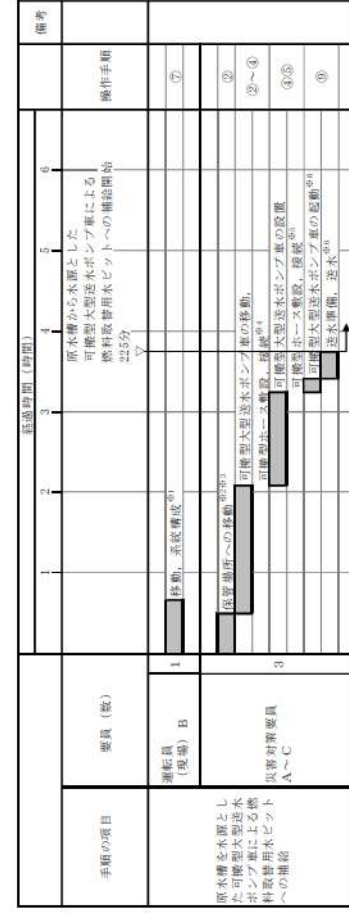 経過時間（時間）
備考
手順の項目
要員（数）
1
2
3
4
5
6
操作手順
原水槽から水源とした
可搬型大型送水ポンプ車による
燃料取替用水ピットへの補給開始
225分
▽
原水槽を水源とし
た可搬型大型送水
ポンプ車による燃
料取替用水ピット
への補給
運転員
（現場） B
1
移動，系統構成※1
⑦
災害対策要員
A～C
3
保管場所への移動※2※3
②
可搬型大型送水ポンプ車の移動，
可搬型ホース敷設，接続※4
②～④
可搬型大型送水ポンプ車の設置
可搬型ホース敷設，接続※5
④⑤
可搬型大型送水ポンプ車の起動※6
送水準備，送水※6
⑨